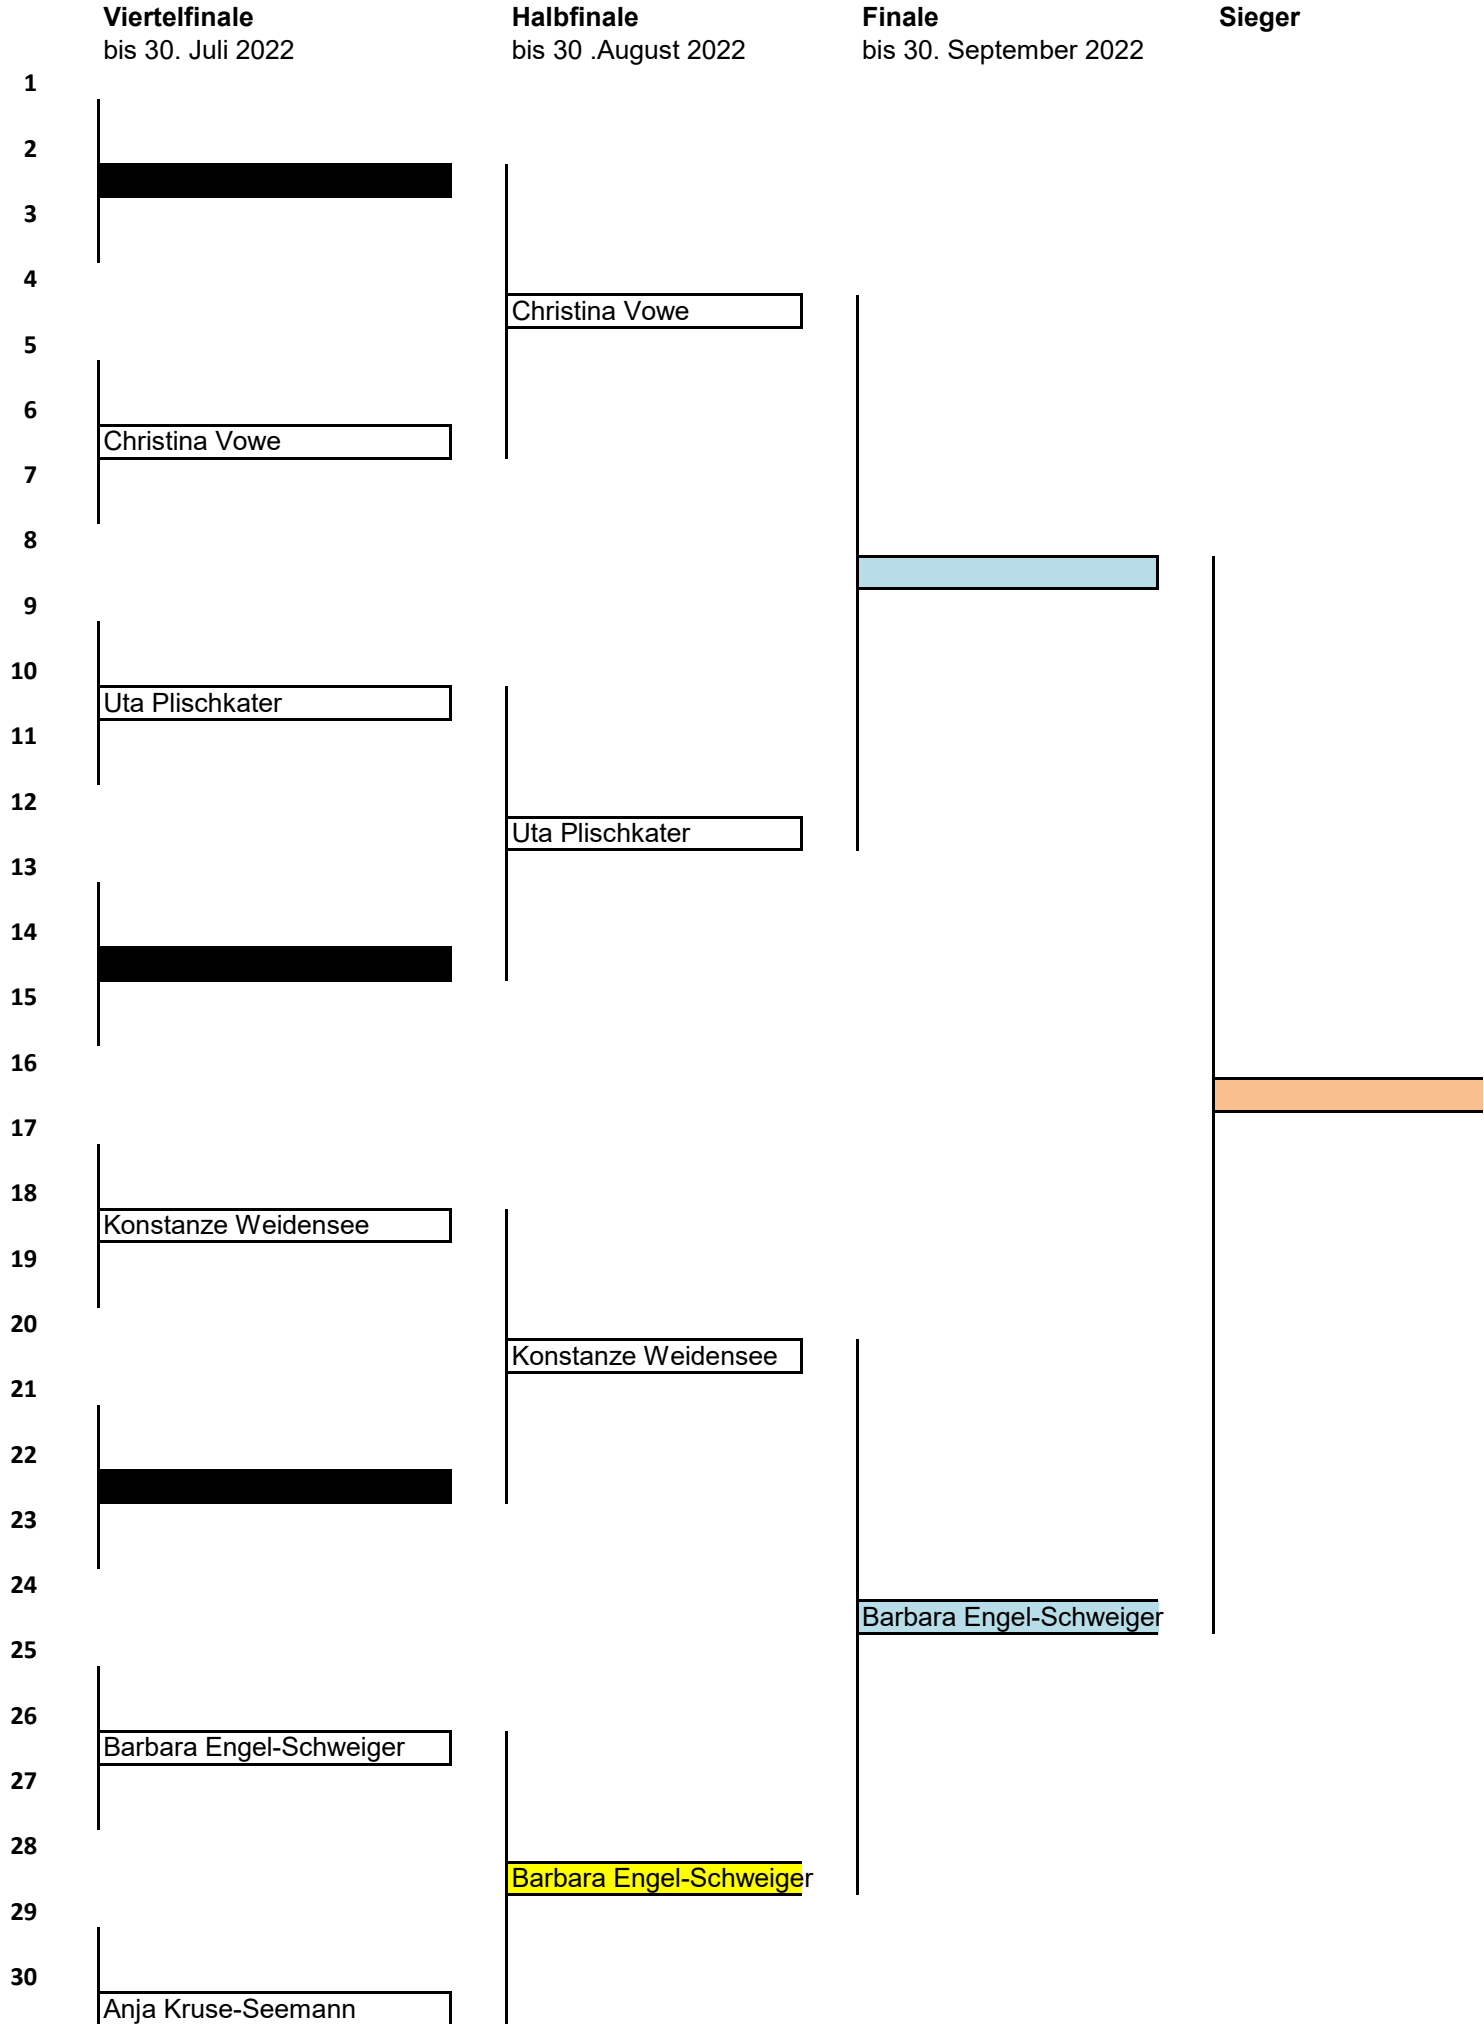 Viertelfinale Halbfinale Finale Sieger
bis 30. Juli 2022 bis 30 .August 2022 bis 30. September 2022
1
2
3
4
Christina Vowe
5
6
Christina Vowe
7
8
9
10
Uta Plischkater
11
12
Uta Plischkater
13
14
15
16
17
18
Konstanze Weidensee
19
20
Konstanze Weidensee
21
22
23
24
Barbara Engel-Schweiger
25
26
Barbara Engel-Schweiger
27
28
Barbara Engel-Schweiger
29
30
Anja Kruse-Seemann